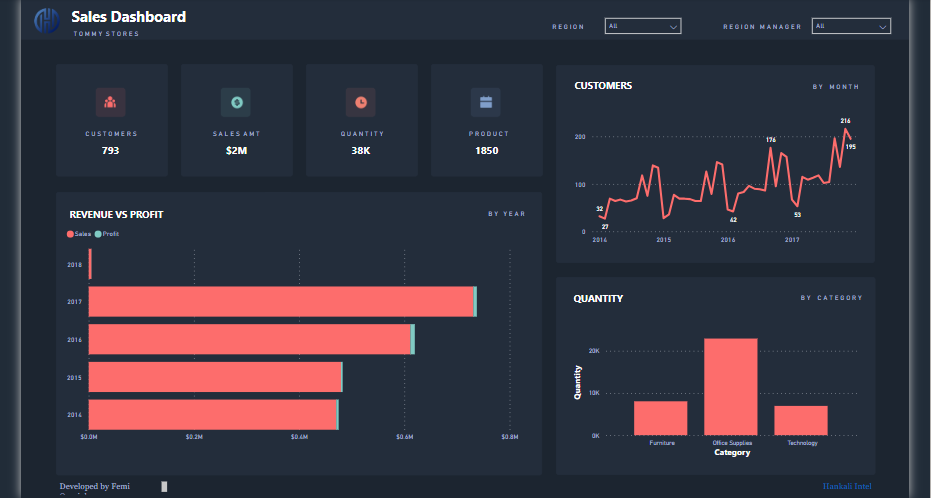 Sales Dashboard
TOMMY STORES
REGION
All
REGION MANAGER
All
CUSTOMERS
793
SALES AMT
$2M
QUANTITY
38K
PRODUCT
1850
CUSTOMERS
BY MONTH
200
100
0
32
27
176
42
53
216
195
2014
2015
2016
2017
REVENUE VS PROFIT
BY YEAR
Sales
Profit
2018
2017
2016
2015
2014
$0.0M
$0.2M
$0.4M
$0.6M
$0.8M
QUANTITY
BY CATEGORY
Quantity
20K
10K
0K
Furniture
Office Supplies
Technology
Category
Developed by Femi
Hankali Intel